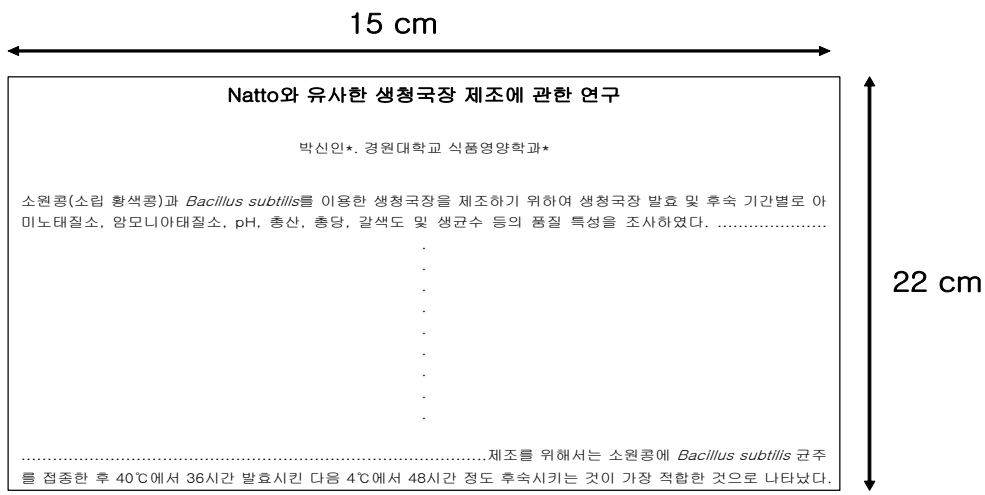 15 cm
Natto와 유사한 생청국장 제조에 관한 연구
박신인*. 경원대학교 식품영양학과*
소원콩(소립 황색콩)과 Bacillus subtilis를 이용한 생청국장을 제조하기 위하여 생청국장 발효 및 후숙 기간별로 아
미노태질소, 암모니아태질소, pH, 총산, 총당, 갈색도 및 생균수 등의 품질 특성을 조사하였다. .....................
.
.
.
.
.
.
.
.
.
22 cm
.........................................................................................제조를 위해서는 소원콩에 Bacillus subtilis 균주
를 접종한 후 40℃에서 36시간 발효시킨 다음 4℃에서 48시간 정도 후숙시키는 것이 가장 적합한 것으로 나타났다.